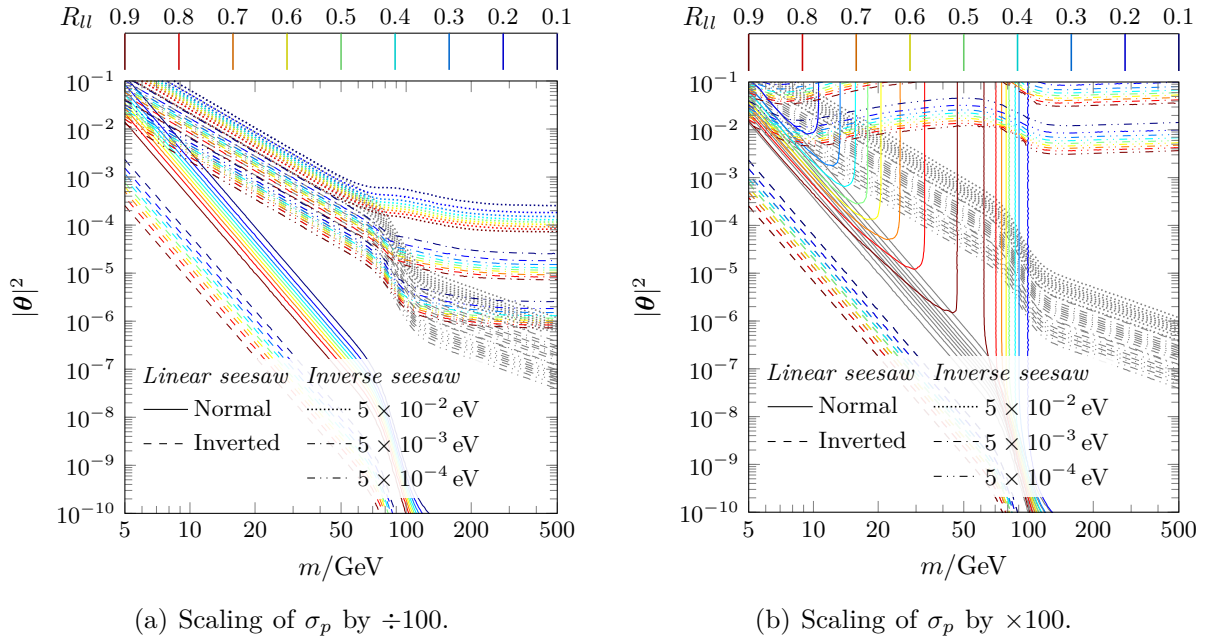 R_{ll} 0.9 0.8 0.7 0.6 0.5 0.4 0.3 0.2 0.1
10^{-1}
10^{-2}
10^{-3}
10^{-4}
10^{-5}
10^{-6}
10^{-7}
10^{-8}
10^{-9}
10^{-10}
|θ|^2
Linear seesaw Inverse seesaw
Normal 5 × 10^{-2} eV
Inverted 5 × 10^{-3} eV
5 × 10^{-4} eV
5 10 20 50 100 200 500
m/GeV
(a) Scaling of σ_p by ÷100.
R_{ll} 0.9 0.8 0.7 0.6 0.5 0.4 0.3 0.2 0.1
10^{-1}
10^{-2}
10^{-3}
10^{-4}
10^{-5}
10^{-6}
10^{-7}
10^{-8}
10^{-9}
10^{-10}
|θ|^2
Linear seesaw Inverse seesaw
Normal 5 × 10^{-2} eV
Inverted 5 × 10^{-3} eV
5 × 10^{-4} eV
5 10 20 50 100 200 500
m/GeV
(b) Scaling of σ_p by ×100.